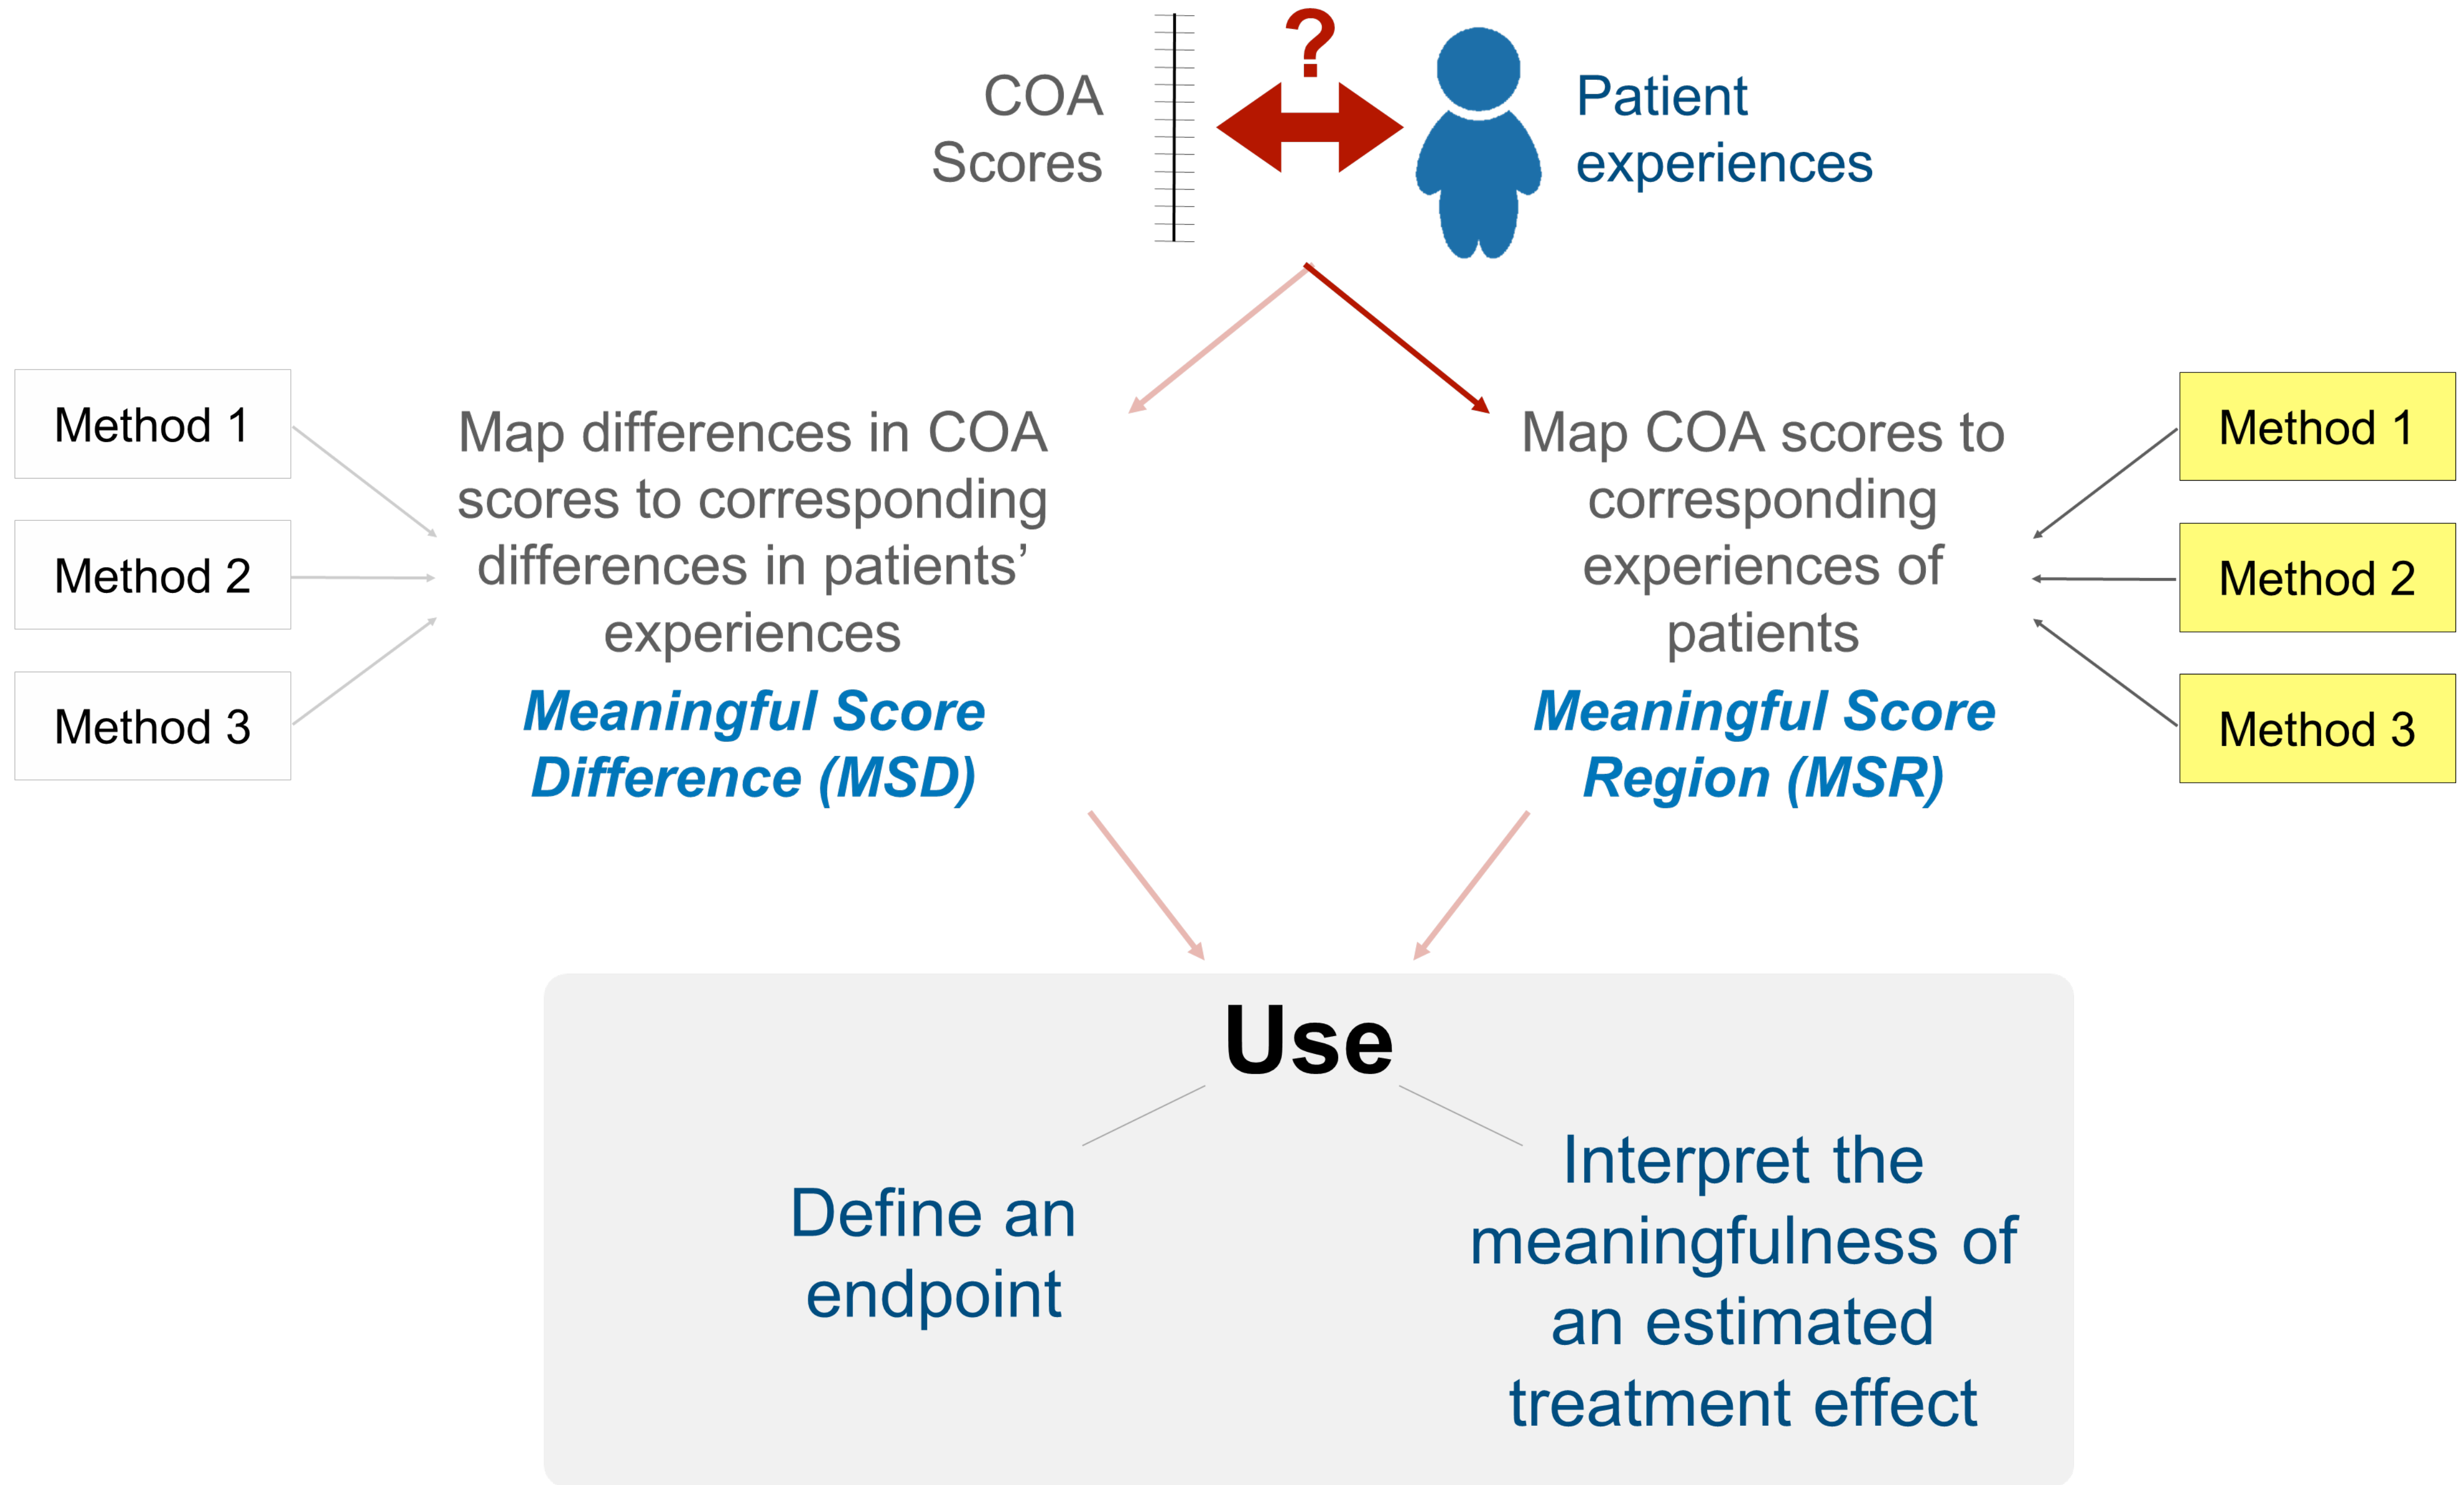 ?
COA
Scores
Patient
experiences
Method 1
Method 2
Method 3
Map differences in COA
scores to corresponding
differences in patients’
experiences
Meaningful Score
Difference (MSD)
Map COA scores to
corresponding
experiences of
patients
Meaningful Score
Region (MSR)
Method 1
Method 2
Method 3
Use
Define an
endpoint
Interpret the
meaningfulness of
an estimated
treatment effect